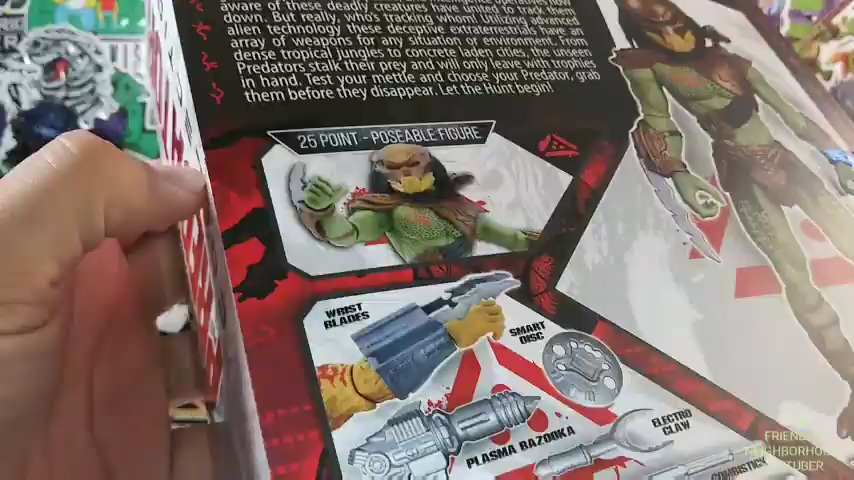 aware of these deadly creatures
down. But really, who's tracking whom! Utilizing advanced
alien technology these deceptive extraterrestrials have an
array of weapons for any situation or environment. From
dense tropical jungles to concrete laden cities, the unseen
Predators stalk their prey and will only leave with trophies
in hand. Test your mettle and choose your Predator, grab
them before they disappear. Let the Hunt begin!
25 POINT - POSEABLE FIGURE
WRIST
BLADES
SMART
DISC
PLASMA BAZOOKA
ELECTRO
CLAW
COMBISTICK
FRIENDLY
NEIGHBORHOOD
TUBER